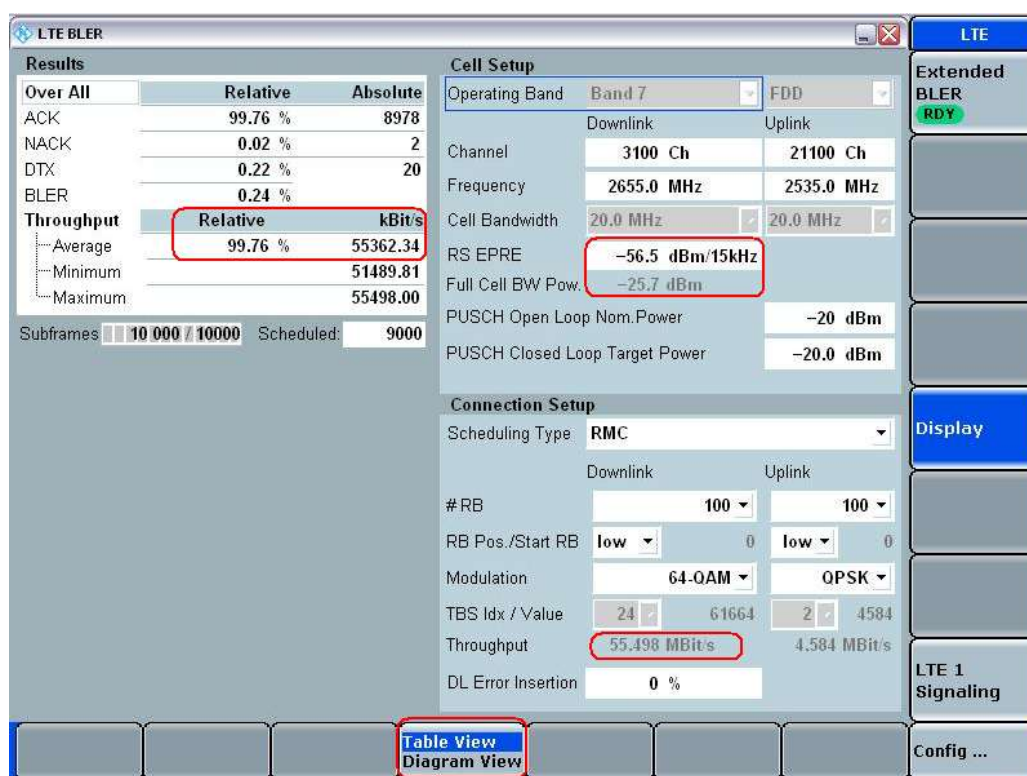 LTE BLER
LTE
Results
Over All Relative Absolute
ACK 99.76 % 8978
NACK 0.02 % 2
DTX 0.22 % 20
BLER 0.24 %
Throughput Relative kBit/s
Average 99.76 % 55362.34
Minimum 51489.81
Maximum 55498.00
Subframes 10 000 / 10000 Scheduled: 9000
Cell Setup
Operating Band Band 7 FDD
Downlink Uplink
Channel 3100 Ch 21100 Ch
Frequency 2655.0 MHz 2535.0 MHz
Cell Bandwidth 20.0 MHz 20.0 MHz
RS EPRE −56.5 dBm/15kHz
Full Cell BW Pow. −25.7 dBm
PUSCH Open Loop Nom.Power −20 dBm
PUSCH Closed Loop Target Power −20.0 dBm
Connection Setup
Scheduling Type RMC
Downlink Uplink
# RB 100 100
RB Pos./Start RB low 0 low 0
Modulation 64-QAM QPSK
TBS Idx / Value 24 61664 2 4584
Throughput 55.498 MBit/s 4.584 MBit/s
DL Error Insertion 0 %
Extended
BLER
RDY
Display
LTE 1
Signaling
Table View
Diagram View
Config ...